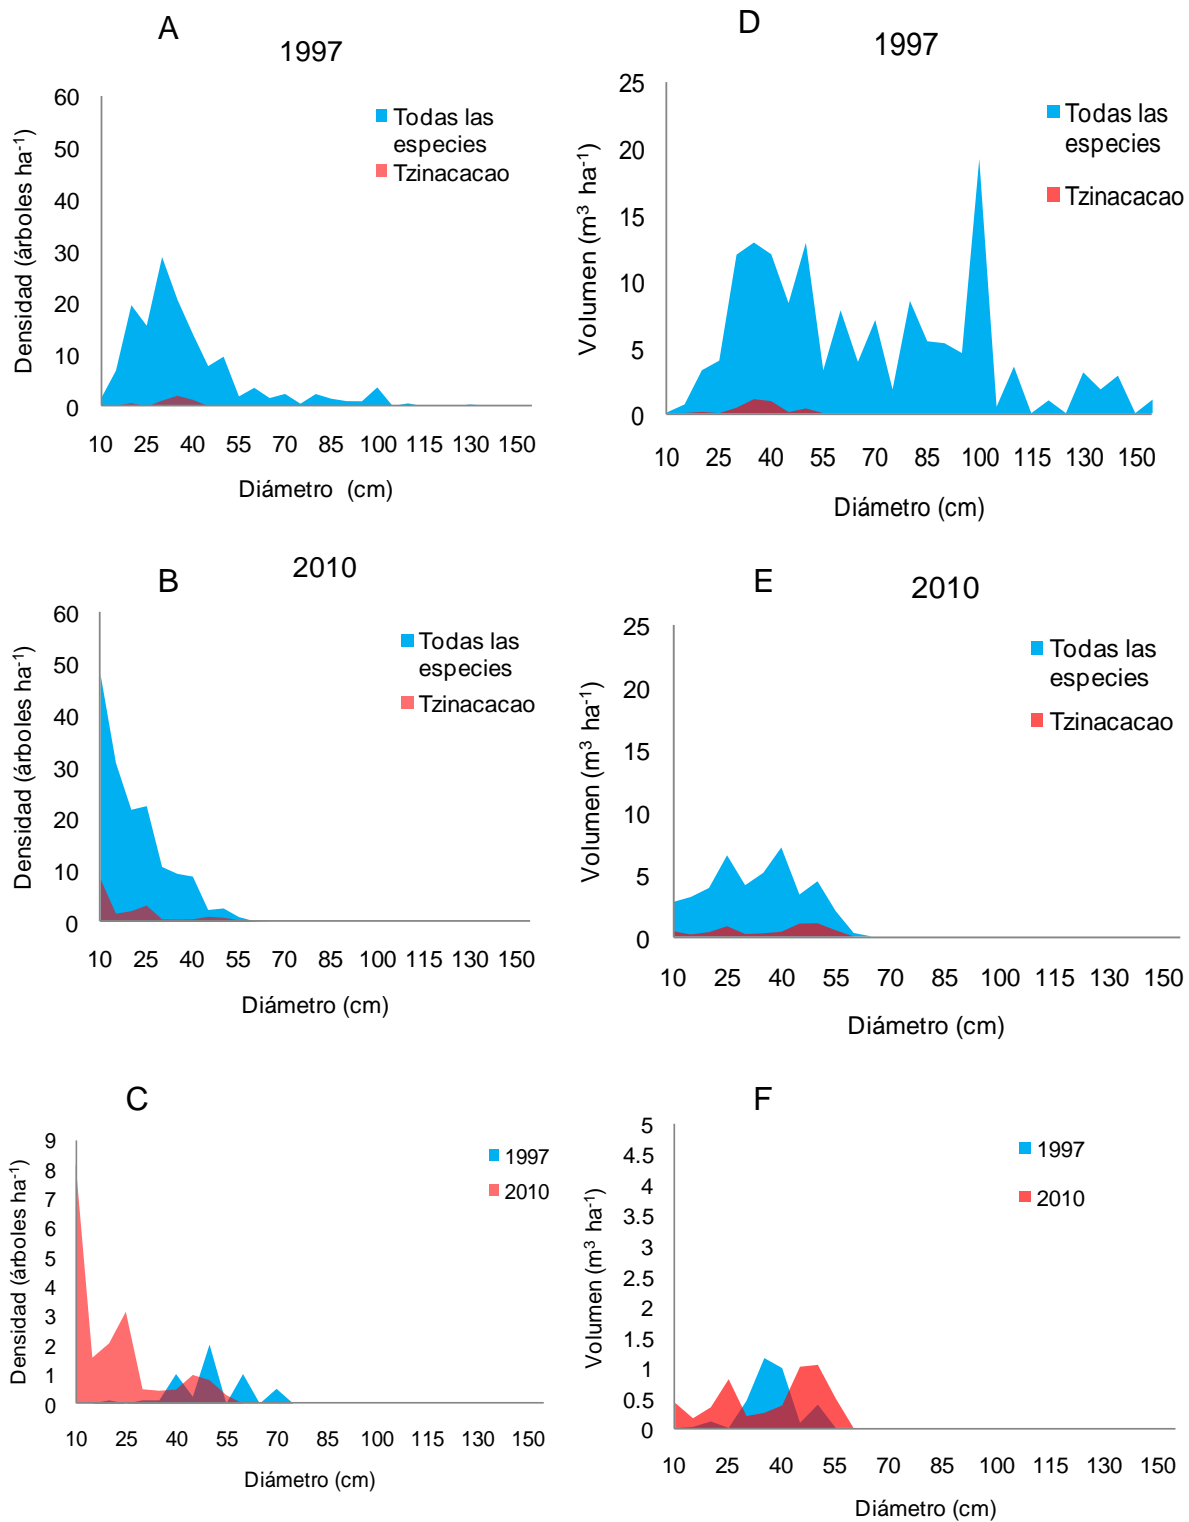 A
1997
60
50
40
30
20
10
0
Densidad (árboles ha⁻¹)
Todas las
especies
Tzinacacao
10 25 40 55 70 85 100 115 130 150
Diámetro (cm)
D
1997
25
20
15
10
5
0
Volumen (m³ ha⁻¹)
Todas las
especies
Tzinacacao
10 25 40 55 70 85 100 115 130 150
Diámetro (cm)
B
2010
60
50
40
30
20
10
0
Densidad (árboles ha⁻¹)
Todas las
especies
Tzinacacao
10 25 40 55 70 85 100 115 130 150
Diámetro (cm)
E
2010
25
20
15
10
5
0
Volumen (m³ ha⁻¹)
Todas las
especies
Tzinacacao
10 25 40 55 70 85 100 115 130 150
Diámetro (cm)
C
9
8
7
6
5
4
3
2
1
0
Densidad (árboles ha⁻¹)
1997
2010
10 25 40 55 70 85 100 115 130 150
Diámetro (cm)
F
5
4.5
4
3.5
3
2.5
2
1.5
1
0.5
0
Volumen (m³ ha⁻¹)
1997
2010
10 25 40 55 70 85 100 115 130 150
Diámetro (cm)